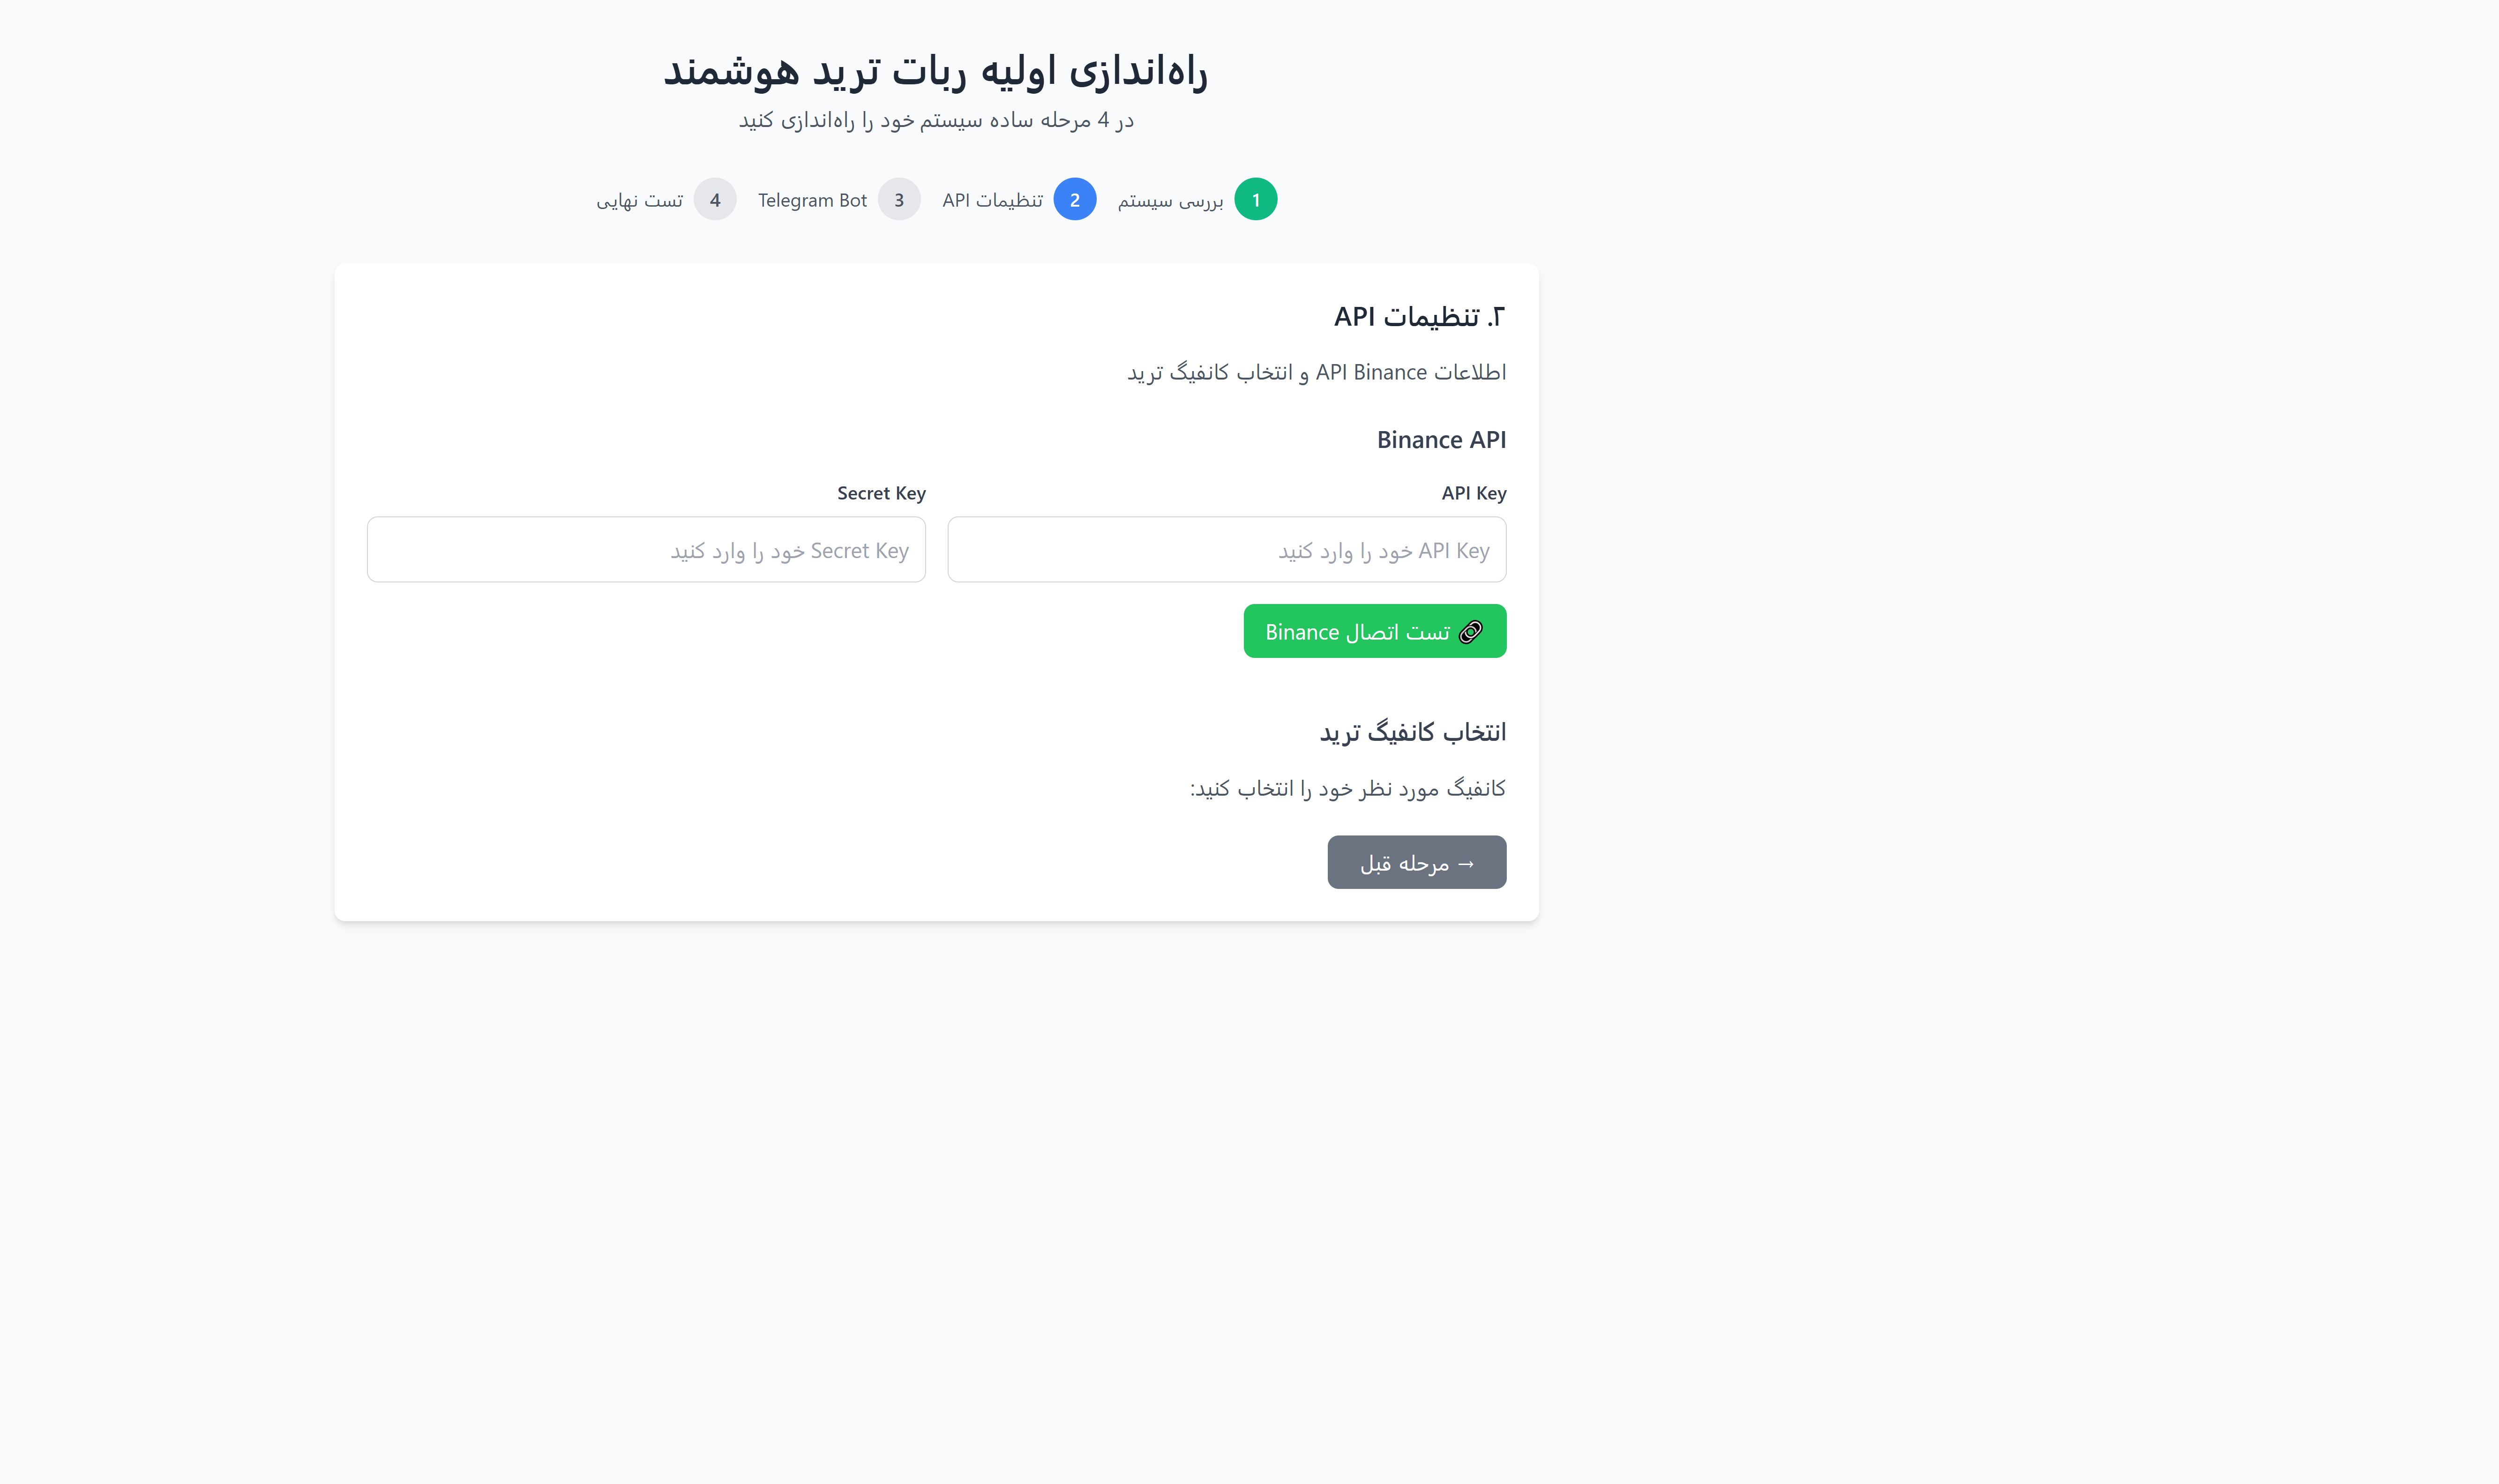 راه‌اندازی اولیه ربات ترید هوشمند
در 4 مرحله ساده سیستم خود را راه‌اندازی کنید
1 بررسی سیستم 2 تنظیمات API 3 Telegram Bot 4 تست نهایی
۲. تنظیمات API
اطلاعات API Binance و انتخاب کانفیگ ترید
Binance API
API Key
Secret Key
API Key خود را وارد کنید
Secret Key خود را وارد کنید
🔗 تست اتصال Binance
انتخاب کانفیگ ترید
کانفیگ مورد نظر خود را انتخاب کنید:
→ مرحله قبل